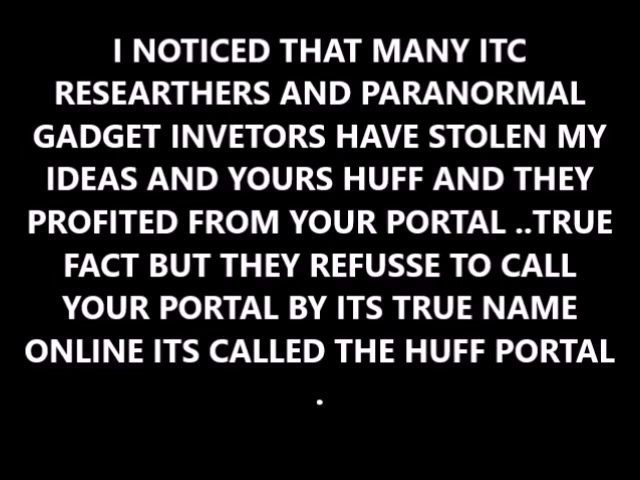 I NOTICED THAT MANY ITC
RESEARTHERS AND PARANORMAL
GADGET INVETORS HAVE STOLEN MY
IDEAS AND YOURS HUFF AND THEY
PROFITED FROM YOUR PORTAL ..TRUE
FACT BUT THEY REFUSSE TO CALL
YOUR PORTAL BY ITS TRUE NAME
ONLINE ITS CALLED THE HUFF PORTAL
.